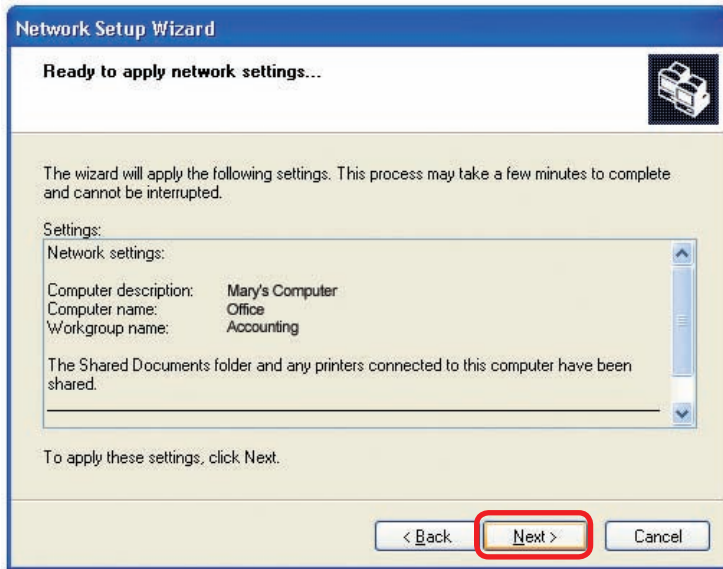 Network Setup Wizard
Ready to apply network settings...
The wizard will apply the following settings. This process may take a few minutes to complete
and cannot be interrupted.
Settings:
Network settings:
Computer description: Mary's Computer
Computer name: Office
Workgroup name: Accounting
The Shared Documents folder and any printers connected to this computer have been
shared.
To apply these settings, click Next.
< Back Next > Cancel